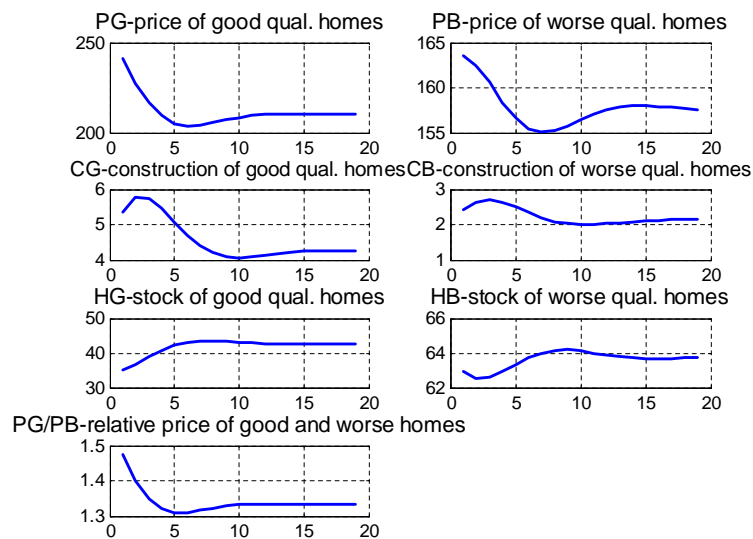 PG-price of good qual. homes
250
200
0 5 10 15 20
PB-price of worse qual. homes
165
160
155
0 5 10 15 20
CG-construction of good qual. homes
6
5
4
0 5 10 15 20
CB-construction of worse qual. homes
3
2
1
0 5 10 15 20
HG-stock of good qual. homes
50
40
30
0 5 10 15 20
HB-stock of worse qual. homes
66
64
62
0 5 10 15 20
PG/PB-relative price of good and worse homes
1.5
1.4
1.3
0 5 10 15 20